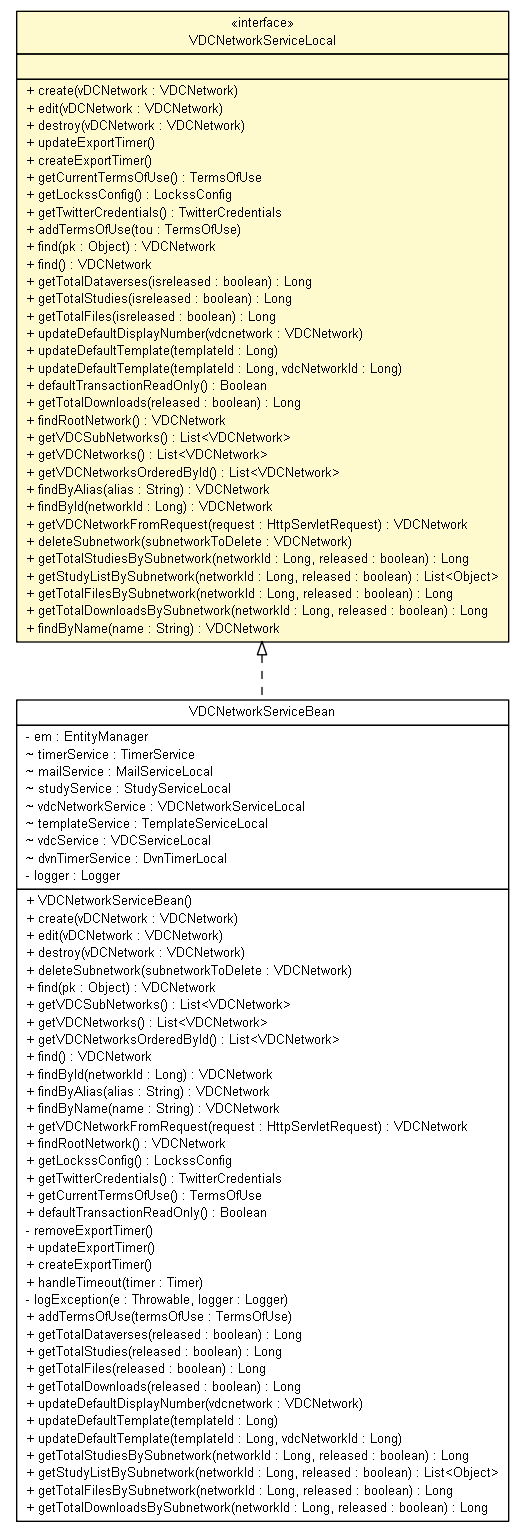 «interface»
VDCNetworkServiceLocal
+ create(vDCNetwork : VDCNetwork)
+ edit(vDCNetwork : VDCNetwork)
+ destroy(vDCNetwork : VDCNetwork)
+ updateExportTimer()
+ createExportTimer()
+ getCurrentTermsOfUse() : TermsOfUse
+ getLockssConfig() : LockssConfig
+ getTwitterCredentials() : TwitterCredentials
+ addTermsOfUse(tou : TermsOfUse)
+ find(pk : Object) : VDCNetwork
+ find() : VDCNetwork
+ getTotalDataverses(isreleased : boolean) : Long
+ getTotalStudies(isreleased : boolean) : Long
+ getTotalFiles(isreleased : boolean) : Long
+ updateDefaultDisplayNumber(vdcnetwork : VDCNetwork)
+ updateDefaultTemplate(templateId : Long)
+ updateDefaultTemplate(templateId : Long, vdcNetworkId : Long)
+ defaultTransactionReadOnly() : Boolean
+ getTotalDownloads(released : boolean) : Long
+ findRootNetwork() : VDCNetwork
+ getVDCSubNetworks() : List<VDCNetwork>
+ getVDCNetworks() : List<VDCNetwork>
+ getVDCNetworksOrderedById() : List<VDCNetwork>
+ findByAlias(alias : String) : VDCNetwork
+ findById(networkId : Long) : VDCNetwork
+ getVDCNetworkFromRequest(request : HttpServletRequest) : VDCNetwork
+ deleteSubnetwork(subnetworkToDelete : VDCNetwork)
+ getTotalStudiesBySubnetwork(networkId : Long, released : boolean) : Long
+ getStudyListBySubnetwork(networkId : Long, released : boolean) : List<Object>
+ getTotalFilesBySubnetwork(networkId : Long, released : boolean) : Long
+ getTotalDownloadsBySubnetwork(networkId : Long, released : boolean) : Long
+ findByName(name : String) : VDCNetwork
VDCNetworkServiceBean
- em : EntityManager
~ timerService : TimerService
~ mailService : MailServiceLocal
~ studyService : StudyServiceLocal
~ vdcNetworkService : VDCNetworkServiceLocal
~ templateService : TemplateServiceLocal
~ vdcService : VDCServiceLocal
~ dvnTimerService : DvnTimerLocal
- logger : Logger
+ VDCNetworkServiceBean()
+ create(vDCNetwork : VDCNetwork)
+ edit(vDCNetwork : VDCNetwork)
+ destroy(vDCNetwork : VDCNetwork)
+ deleteSubnetwork(subnetworkToDelete : VDCNetwork)
+ find(pk : Object) : VDCNetwork
+ getVDCSubNetworks() : List<VDCNetwork>
+ getVDCNetworks() : List<VDCNetwork>
+ getVDCNetworksOrderedById() : List<VDCNetwork>
+ find() : VDCNetwork
+ findById(networkId : Long) : VDCNetwork
+ findByAlias(alias : String) : VDCNetwork
+ findByName(name : String) : VDCNetwork
+ getVDCNetworkFromRequest(request : HttpServletRequest) : VDCNetwork
+ findRootNetwork() : VDCNetwork
+ getLockssConfig() : LockssConfig
+ getTwitterCredentials() : TwitterCredentials
+ getCurrentTermsOfUse() : TermsOfUse
+ defaultTransactionReadOnly() : Boolean
- removeExportTimer()
+ updateExportTimer()
+ createExportTimer()
+ handleTimeout(timer : Timer)
- logException(e : Throwable, logger : Logger)
+ addTermsOfUse(termsOfUse : TermsOfUse)
+ getTotalDataverses(released : boolean) : Long
+ getTotalStudies(released : boolean) : Long
+ getTotalFiles(released : boolean) : Long
+ getTotalDownloads(released : boolean) : Long
+ updateDefaultDisplayNumber(vdcnetwork : VDCNetwork)
+ updateDefaultTemplate(templateId : Long)
+ updateDefaultTemplate(templateId : Long, vdcNetworkId : Long)
+ getTotalStudiesBySubnetwork(networkId : Long, released : boolean) : Long
+ getStudyListBySubnetwork(networkId : Long, released : boolean) : List<Object>
+ getTotalFilesBySubnetwork(networkId : Long, released : boolean) : Long
+ getTotalDownloadsBySubnetwork(networkId : Long, released : boolean) : Long